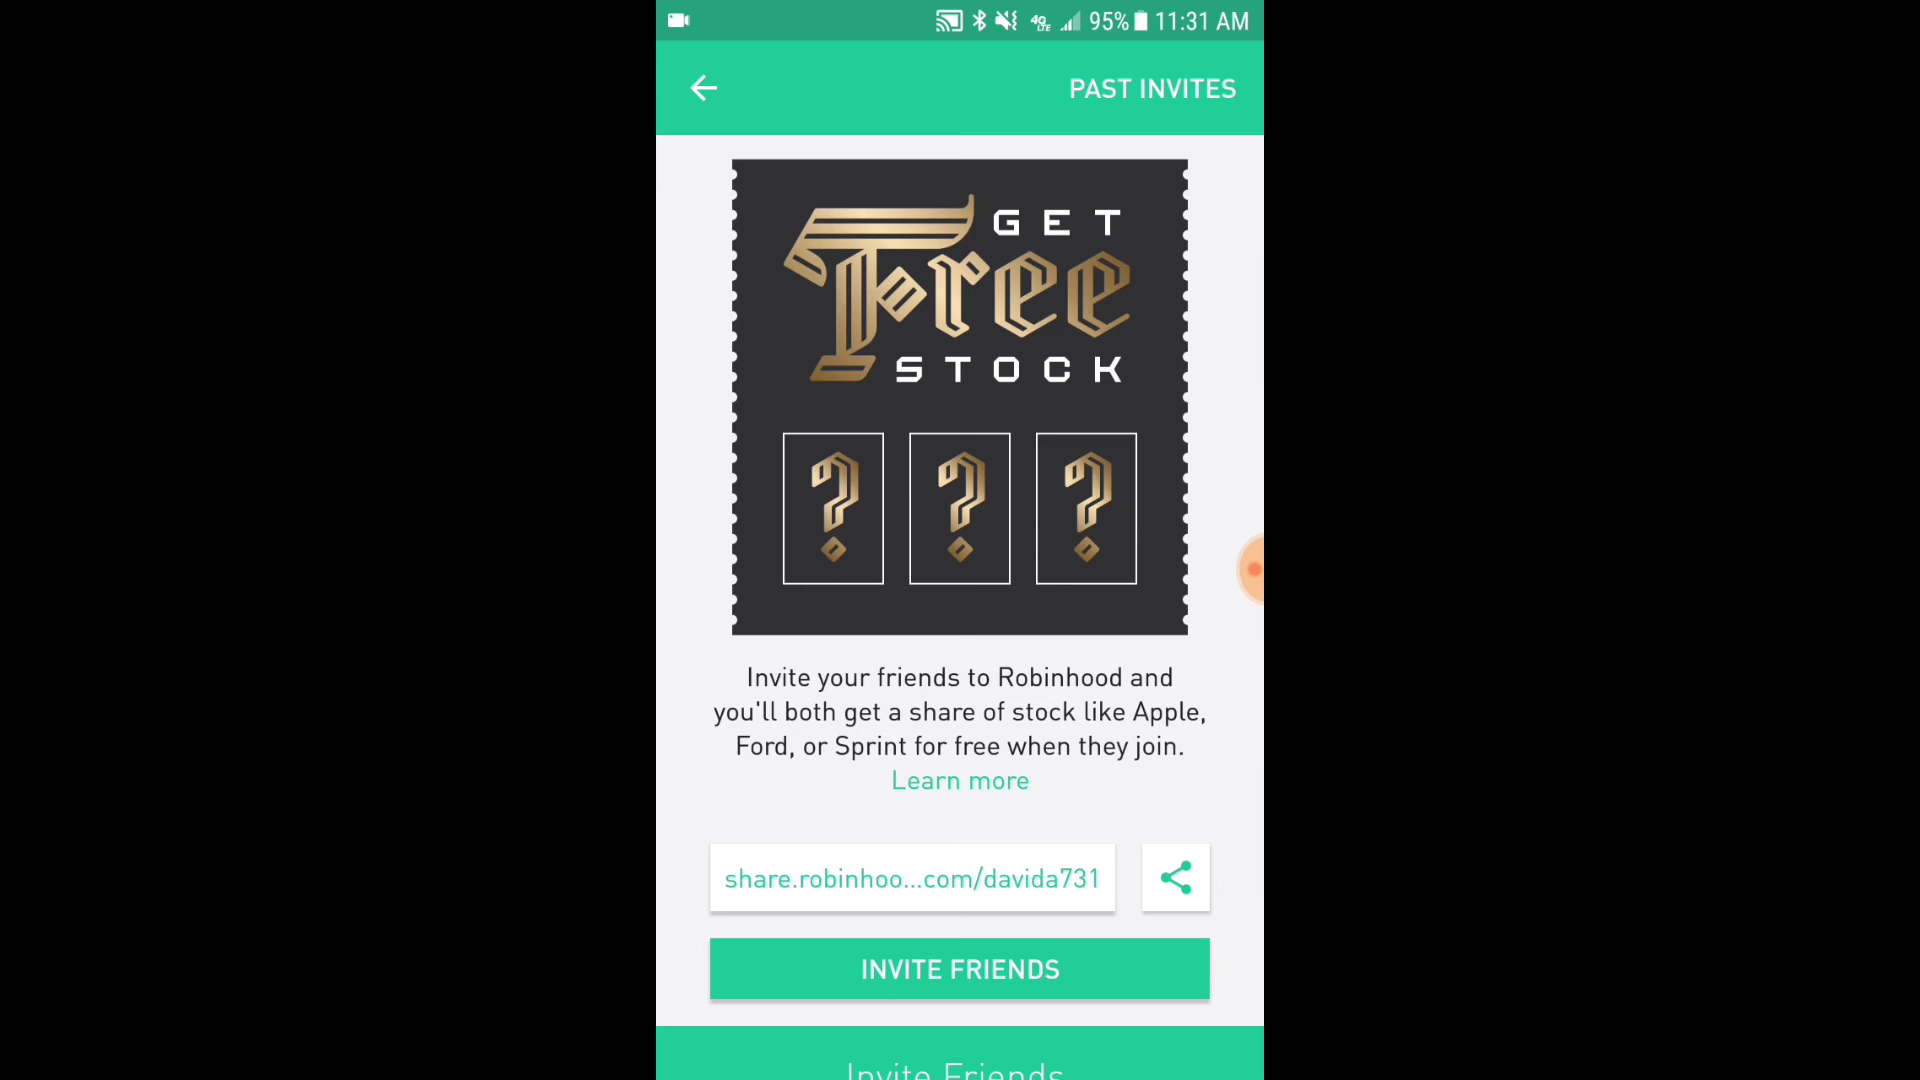 4G LTE 95% 11:31 AM
PAST INVITES
GET
Free
STOCK
? ? ?
Invite your friends to Robinhood and
you'll both get a share of stock like Apple,
Ford, or Sprint for free when they join.
Learn more
share.robinhoo...com/davida731
INVITE FRIENDS
Invite Friends